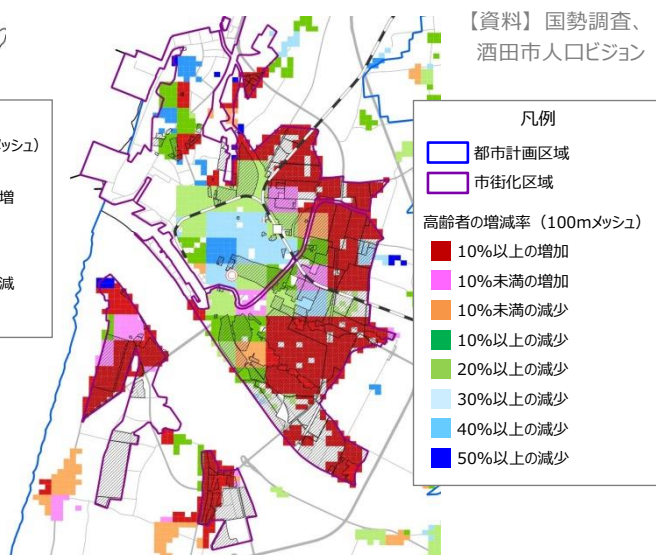 【資料】国勢調査、
酒田市人口ビジョン
ッシュ）
増
減
凡例
都市計画区域
市街化区域
高齢者の増減率（100mメッシュ）
10%以上の増加
10%未満の増加
10%未満の減少
10%以上の減少
20%以上の減少
30%以上の減少
40%以上の減少
50%以上の減少